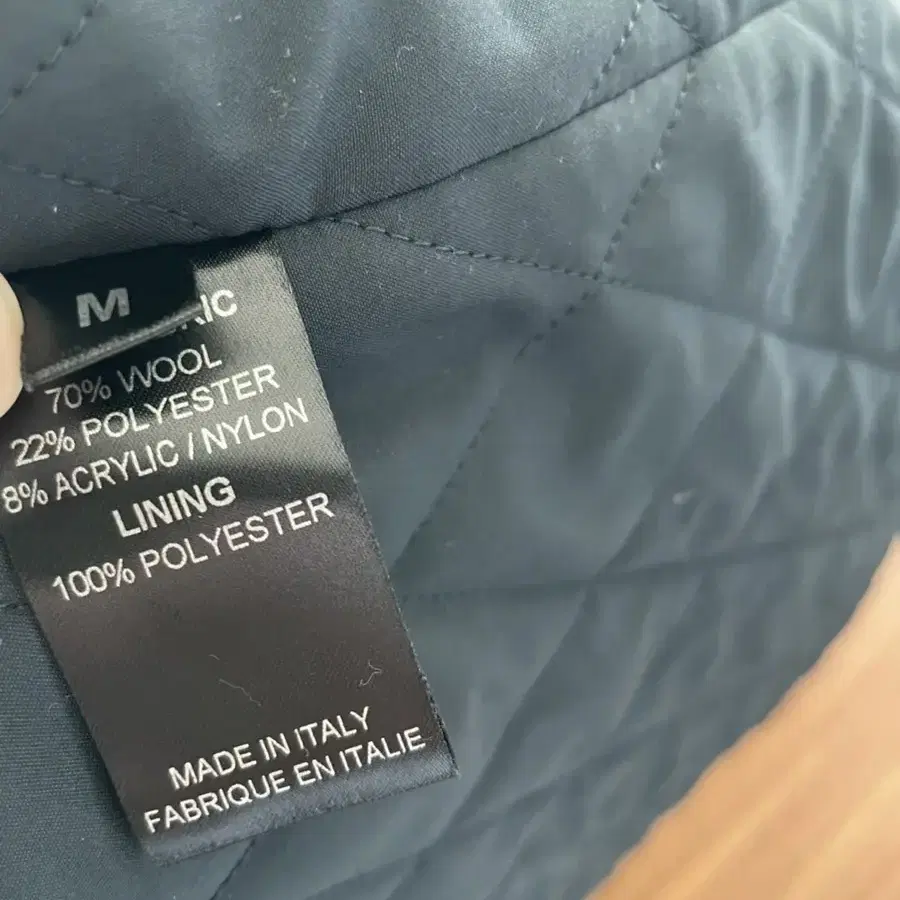 M
70% WOOL
22% POLYESTER
8% ACRYLIC / NYLON
LINING
100% POLYESTER
MADE IN ITALY
FABRIQUE EN ITALIE